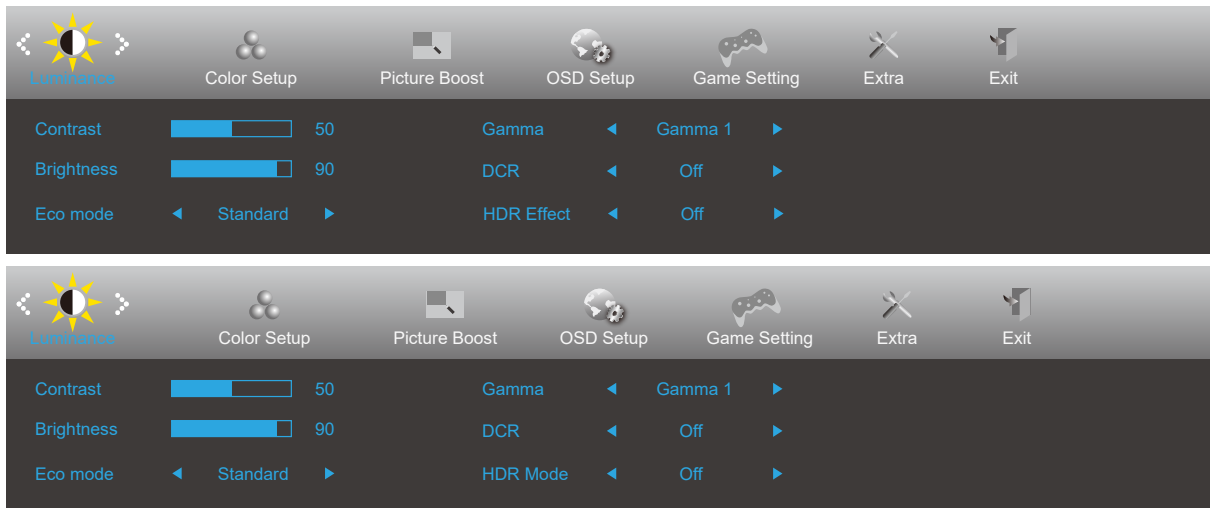 Luminance Color Setup Picture Boost OSD Setup Game Setting Extra Exit
Contrast 50 Gamma Gamma 1
Brightness 90 DCR Off
Eco mode Standard HDR Effect Off
Luminance Color Setup Picture Boost OSD Setup Game Setting Extra Exit
Contrast 50 Gamma Gamma 1
Brightness 90 DCR Off
Eco mode Standard HDR Mode Off